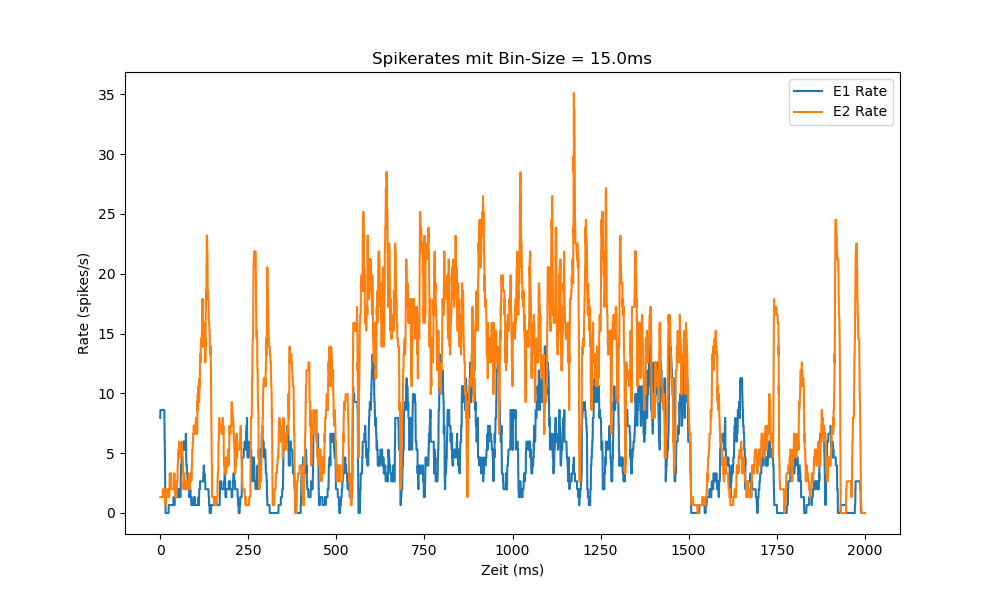 Spikerates mit Bin-Size = 15.0ms
E1 Rate
E2 Rate
Rate (spikes/s)
35
30
25
20
15
10
5
0
0 250 500 750 1000 1250 1500 1750 2000
Zeit (ms)